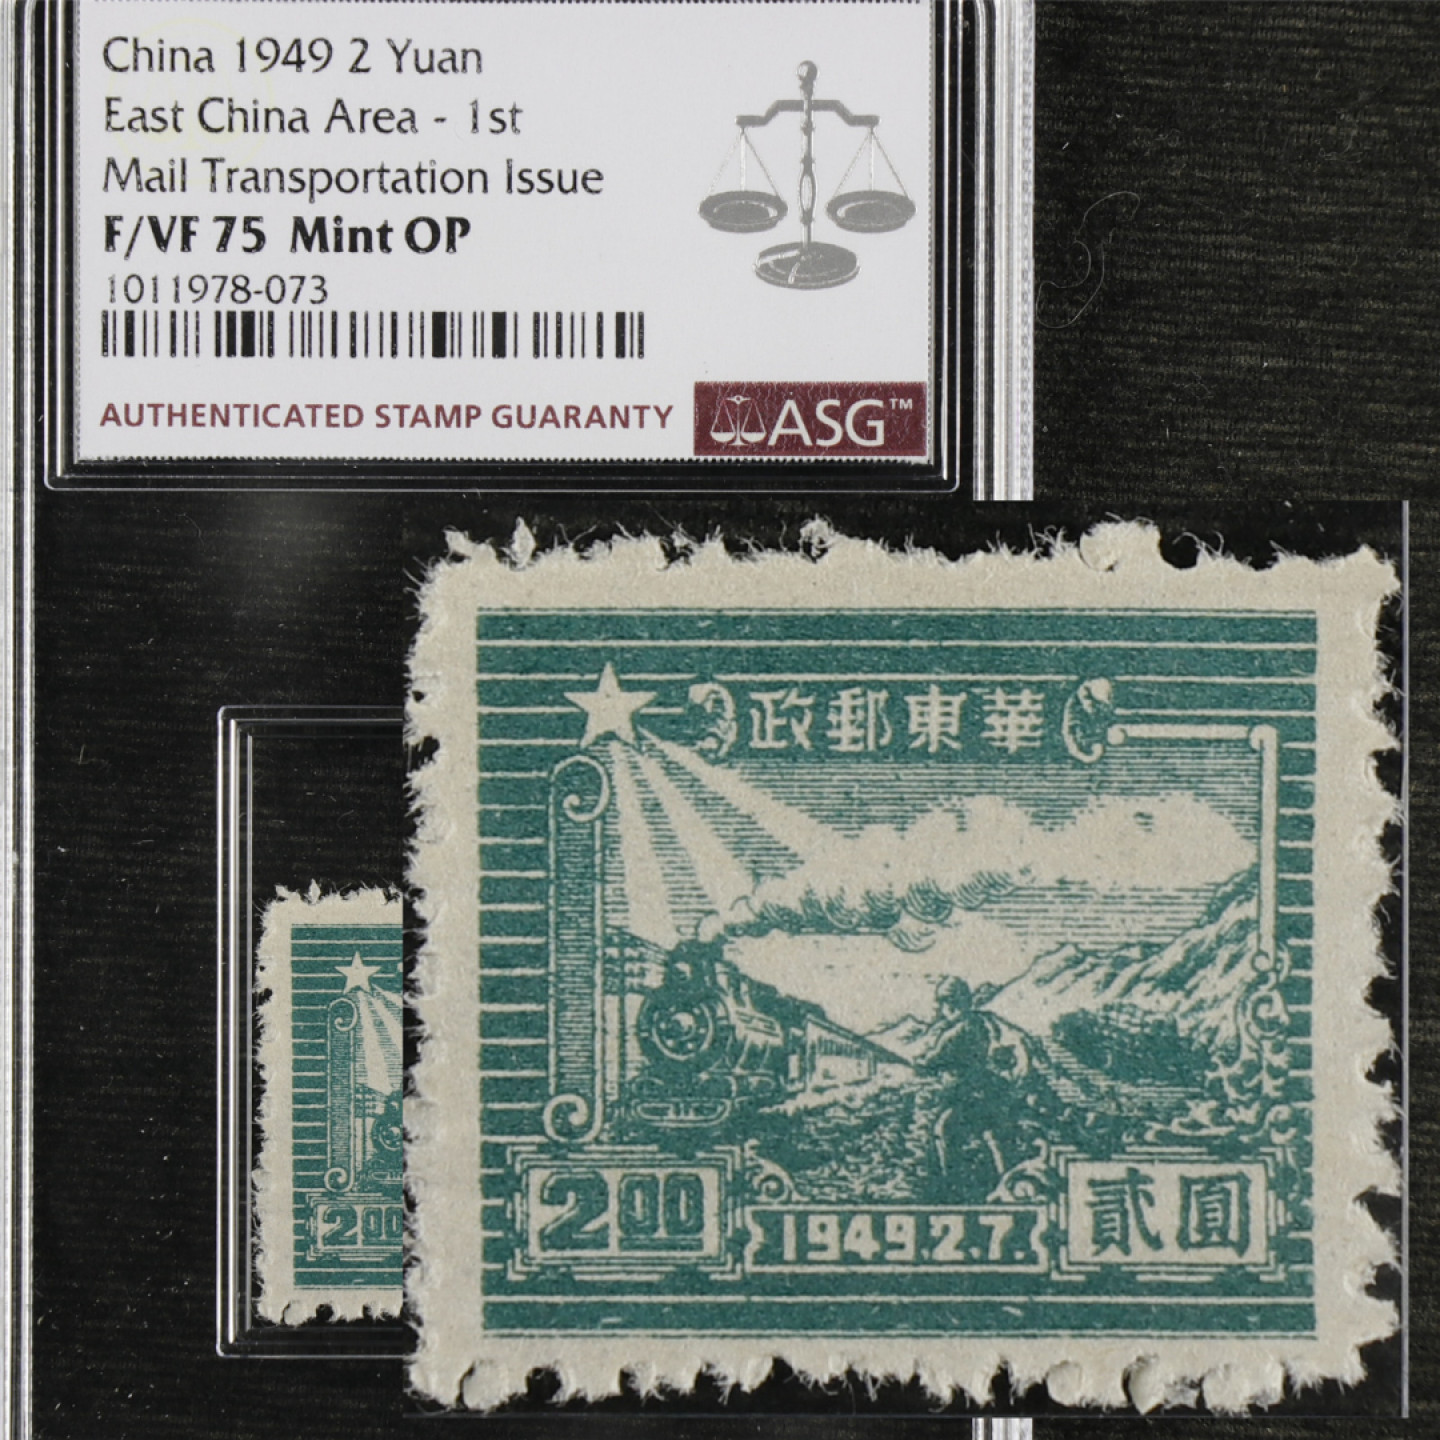 China 1949 2 Yuan
East China Area - 1st
Mail Transportation Issue
F/VF 75 Mint OP
1011978-073
AUTHENTICATED STAMP GUARANTY
ASG™
政郵東華
2.00
1949.2.7.
貳圓
200